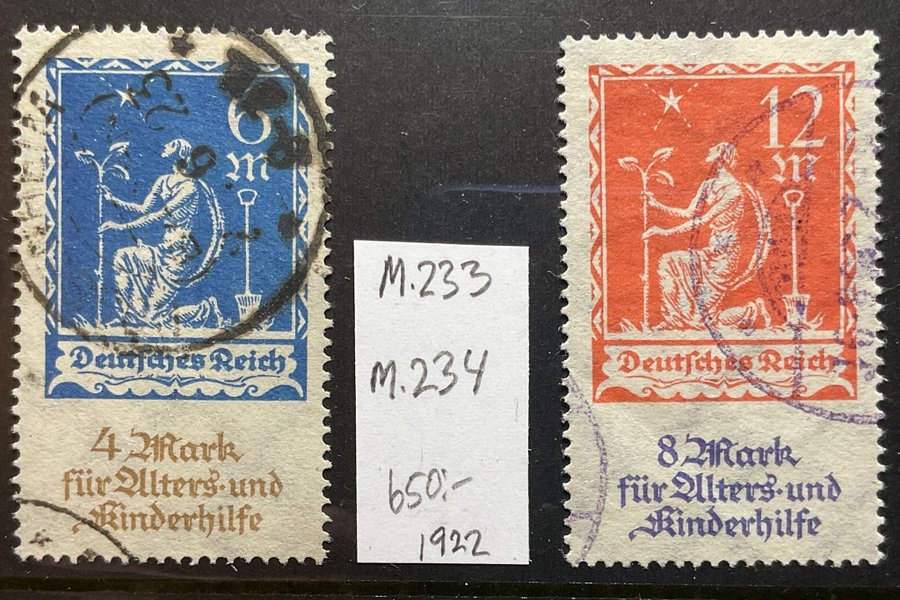 6
M
Deutsches Reich
4 Mark
für Alters- und
Kinderhilfe
M.233
M.234
650:-
1922
12
M
Deutsches Reich
8 Mark
für Alters- und
Kinderhilfe